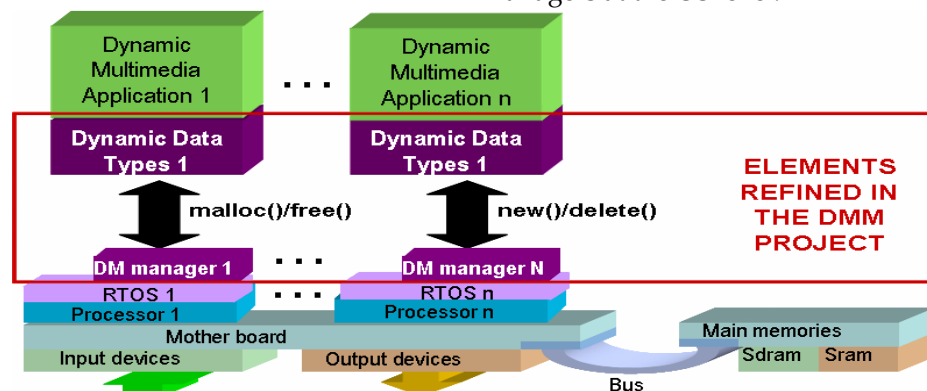 Dynamic
Multimedia
Application 1
. . .
Dynamic
Multimedia
Application n
Dynamic Data
Types 1
Dynamic Data
Types 1
ELEMENTS
REFINED IN
THE DMM
PROJECT
malloc()/free()
new()/delete()
DM manager 1
. . .
DM manager N
RTOS 1
. . .
RTOS n
Processor 1
Processor n
Mother board
Main memories
Input devices
Output devices
Sdram
Sram
Bus